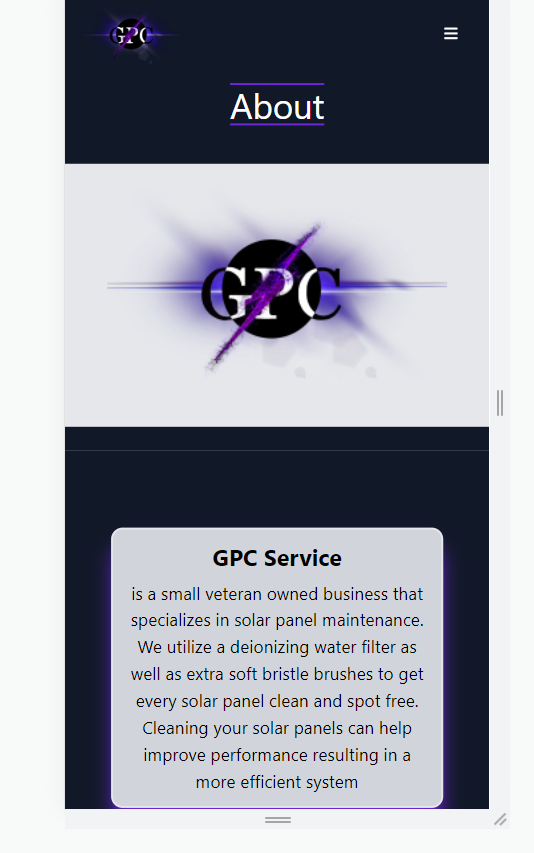 GPC
About
GPC
GPC Service
is a small veteran owned business that
specializes in solar panel maintenance.
We utilize a deionizing water filter as
well as extra soft bristle brushes to get
every solar panel clean and spot free.
Cleaning your solar panels can help
improve performance resulting in a
more efficient system